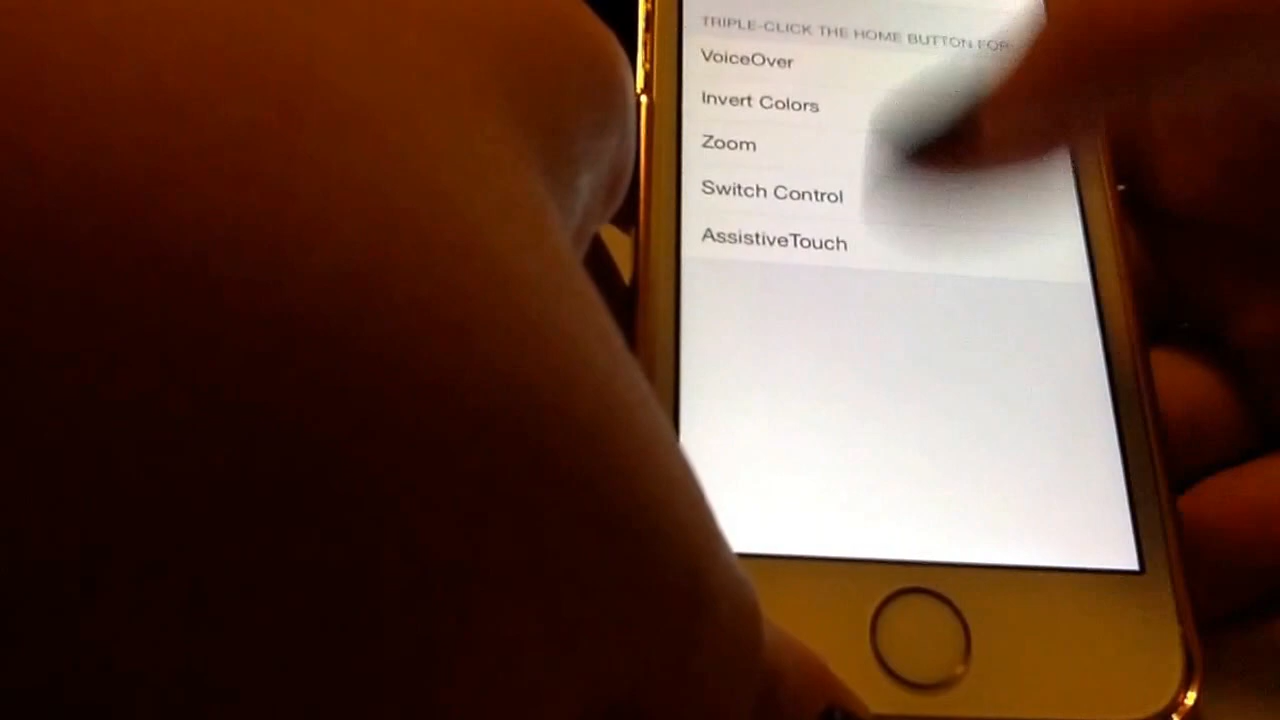 TRIPLE-CLICK THE HOME BUTTON FOR:
VoiceOver
Invert Colors
Zoom
Switch Control
AssistiveTouch